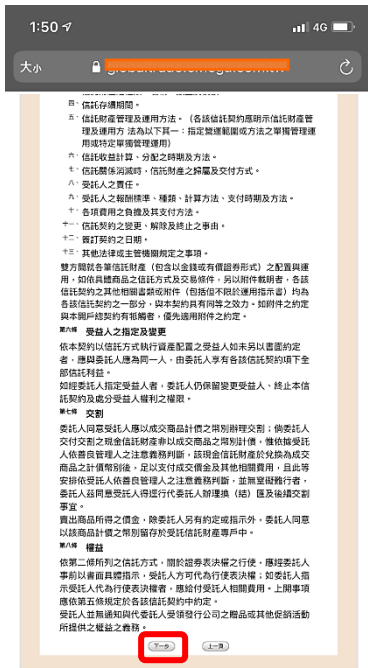 1:50
4G
大小
四、信託存續期間。
五、信託財產管理及運用方法。（各該信託契約應明示信託財產管
理及運用方 法為以下其一：指定營運範圍或方法之單獨管理運
用或特定單獨管理運用）
六、信託收益計算、分配之時期及方法。
七、信託關係消滅時，信託財產之歸屬及交付方式。
八、受託人之責任。
九、受託人之報酬標準、種類、計算方法、支付時期及方法。
十、各項費用之負擔及其支付方法。
十一、信託契約之變更、解除及終止之事由。
十二、簽訂契約之日期。
十三、其他法律或主管機關規定之事項。
雙方間就各筆信託財產（包含以金錢或有價證券形式）之配置與運
用，如依具體商品之信託方式及交易條件，另以附件載明者，各該
信託契約之其他相關書類或附件（包括但不限於運用指示書）均為
各該信託契約之一部分，與本契約具有同等之效力。如附件之約定
與本開戶總契約有牴觸者，優先適用附件之約定。
第六條 受益人之指定及變更
依本契約以信託方式執行資產配置之受益人如未另以書面約定
者，應與委託人應為同一人，由委託人享有各該信託契約項下全
部信託利益。
如經委託人指定受益人者，委託人仍保留變更受益人、終止本信
託契約及處分受益人權利之權限。
第七條 交割
委託人同意受託人應以成交商品計價之幣別辦理交割；倘委託人
交付交割之現金信託財產非以成交商品之幣別計價，惟依據受託
人依善良管理人之注意義務判斷，該現金信託財產於兌換為成交
商品之計價幣別後，足以支付成交價金及其他相關費用，且此等
安排依受託人依善良管理人之注意義務判斷，並無窒礙難行者，
委託人茲同意受託人得逕行代委託人辦理換（結）匯及後續交割
事宜。
賣出商品所得之價金，除委託人另有約定或指示外，委託人同意
以該商品計價之幣別留存於受託信託財產專戶中。
第八條 權益
依第二條所列之信託方式，關於證券表決權之行使，應經委託人
事前以書面具體指示，受託人方可代為行使表決權；如委託人指
示受託人代為行使表決權者，應給付受託人相關費用。上開事項
應依第五條規定於各該信託契約中約定。
受託人並無通知與代委託人受領發行公司之贈品或其他促銷活動
所提供之權益之義務。
下一步
上一頁